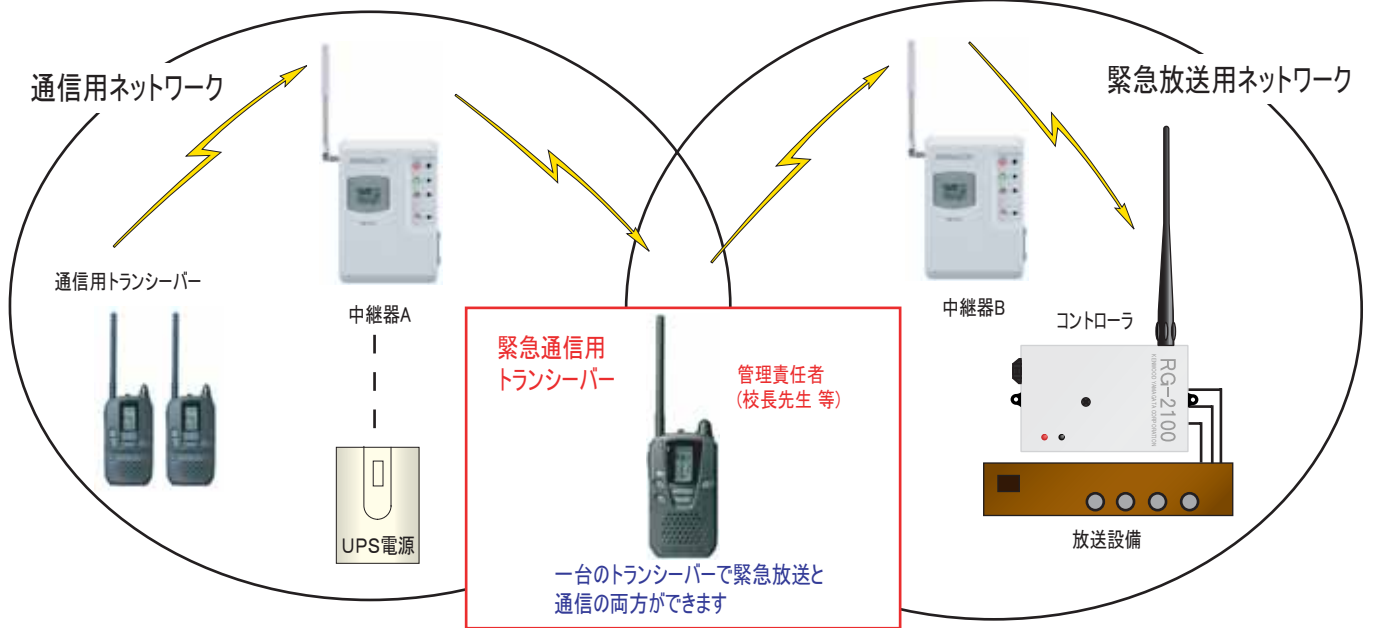 通信用ネットワーク
緊急放送用ネットワーク
通信用トランシーバー
中継器A
UPS電源
緊急通信用
トランシーバー
管理責任者
(校長先生 等)
一台のトランシーバーで緊急放送と
通信の両方ができます
中継器B
コントローラ
RG-2100
KENWOOD YAMAGATA CORPORATION
放送設備